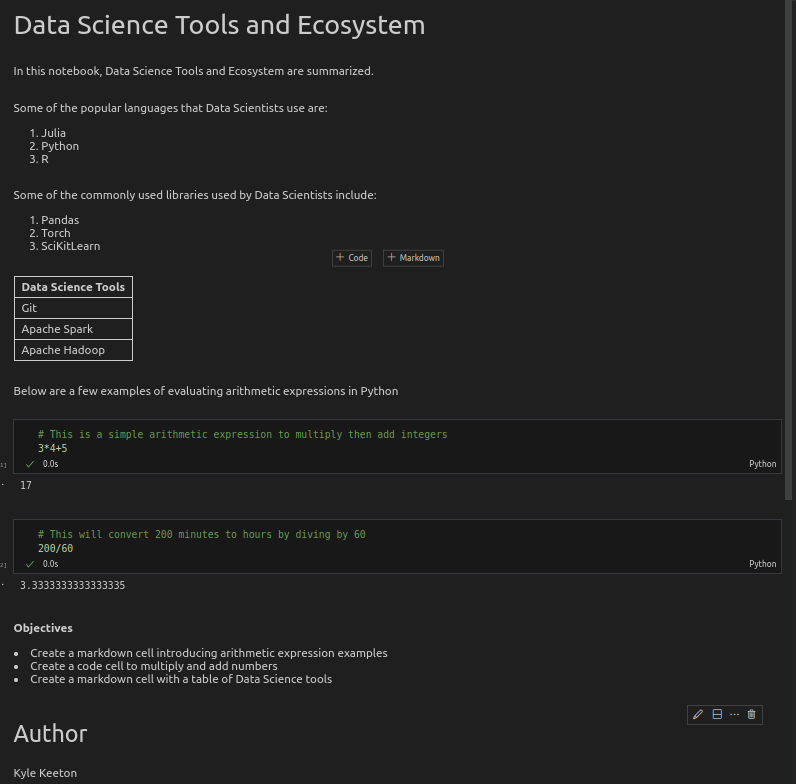 Data Science Tools and Ecosystem
In this notebook, Data Science Tools and Ecosystem are summarized.
Some of the popular languages that Data Scientists use are:
1. Julia
2. Python
3. R
Some of the commonly used libraries used by Data Scientists include:
1. Pandas
2. Torch
3. SciKitLearn
+ Code + Markdown
Data Science Tools
Git
Apache Spark
Apache Hadoop
Below are a few examples of evaluating arithmetic expressions in Python
# This is a simple arithmetic expression to multiply then add integers
3*4+5
1] ✓ 0.0s Python
17
# This will convert 200 minutes to hours by diving by 60
200/60
2] ✓ 0.0s Python
3.3333333333333335
Objectives
• Create a markdown cell introducing arithmetic expression examples
• Create a code cell to multiply and add numbers
• Create a markdown cell with a table of Data Science tools
Author
Kyle Keeton